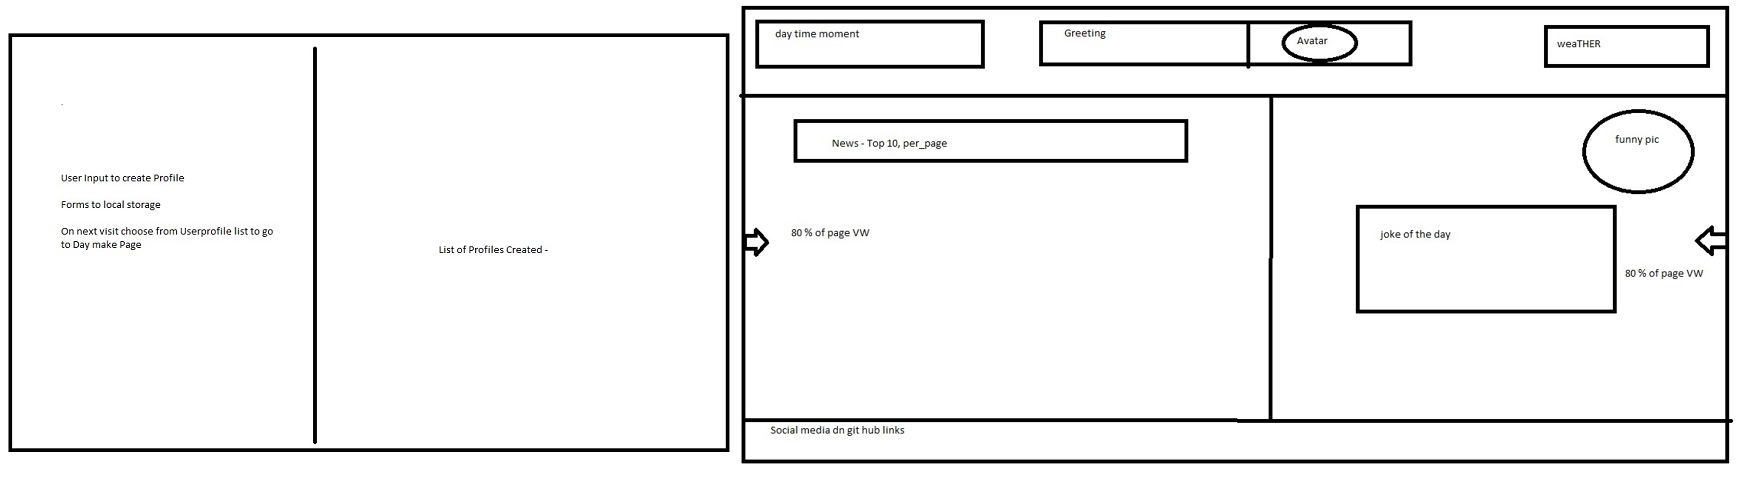 User Input to create Profile
Forms to local storage
On next visit choose from Userprofile list to go
to Day make Page
List of Profiles Created -
day time moment
Greeting
Avatar
weaTHER
News - Top 10, per_page
funny pic
80 % of page VW
joke of the day
80 % of page VW
Social media dn git hub links